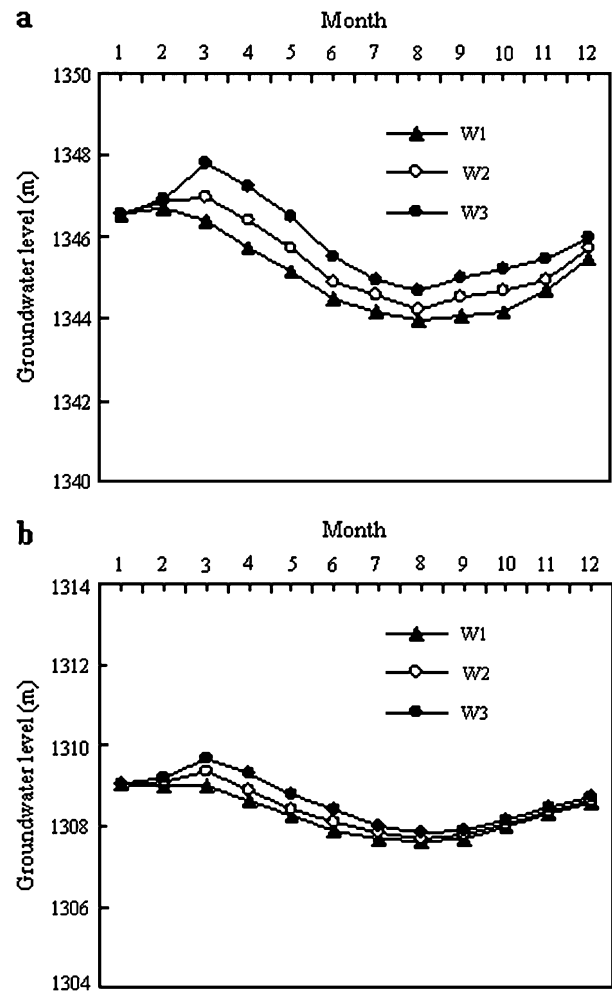 a
Month
1 2 3 4 5 6 7 8 9 10 11 12
1350
1348
1346
1344
1342
1340
Groundwater level (m)
W1
W2
W3
b
Month
1 2 3 4 5 6 7 8 9 10 11 12
1314
1312
1310
1308
1306
1304
Groundwater level (m)
W1
W2
W3